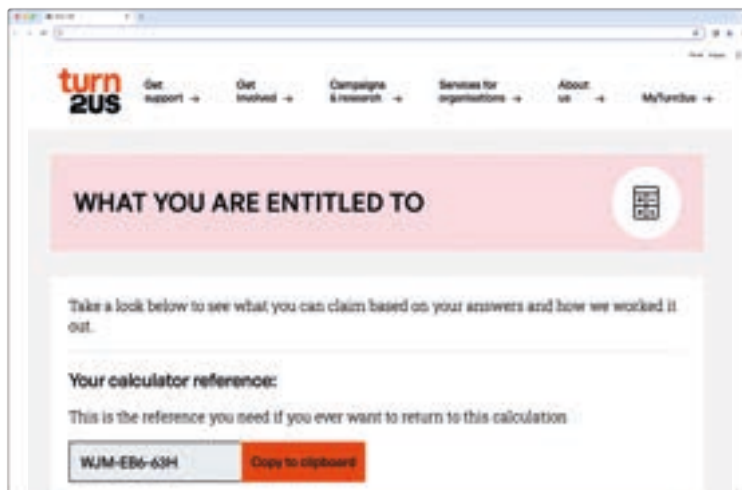 turn
2us
Get support →
Get involved →
Campaigns & research →
Services for organisations →
About us →
MyTurn2us →
WHAT YOU ARE ENTITLED TO
Take a look below to see what you can claim based on your answers and how we worked it
out.
Your calculator reference:
This is the reference you need if you ever want to return to this calculation
WJM-EB6-63H
Copy to clipboard